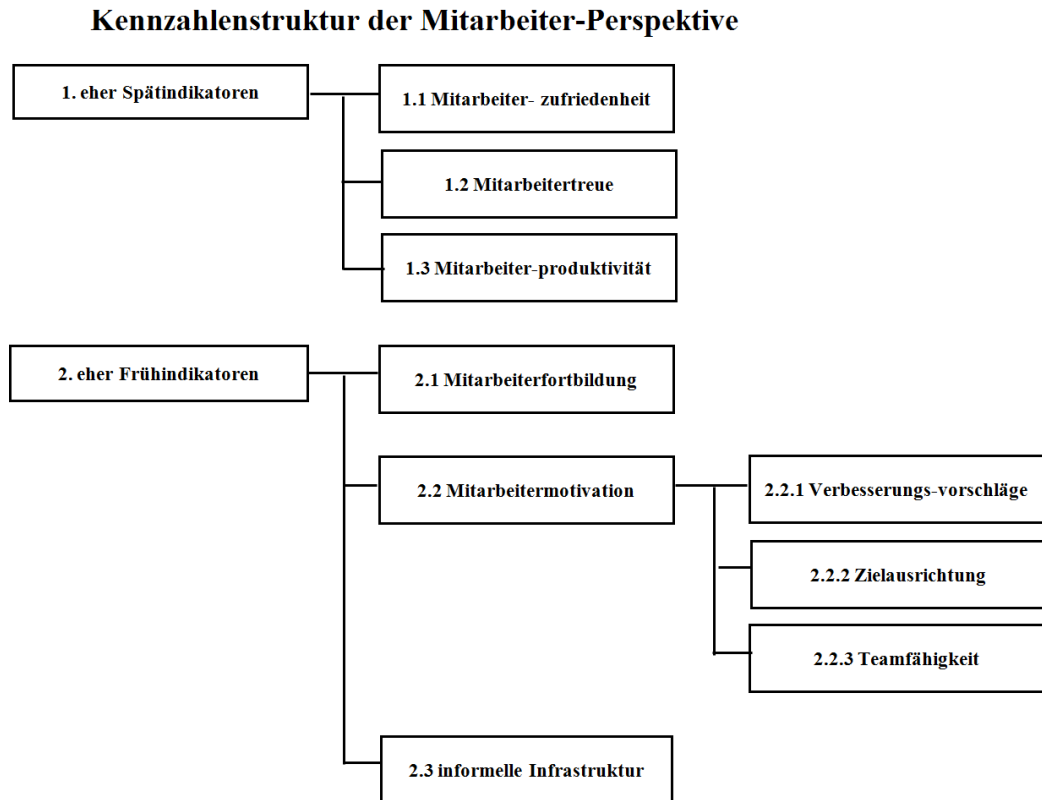 Kennzahlenstruktur der Mitarbeiter-Perspektive
1. eher Spätindikatoren
1.1 Mitarbeiter- zufriedenheit
1.2 Mitarbeitertreue
1.3 Mitarbeiter-produktivität
2. eher Frühindikatoren
2.1 Mitarbeiterfortbildung
2.2 Mitarbeitermotivation
2.2.1 Verbesserungs-vorschläge
2.2.2 Zielausrichtung
2.2.3 Teamfähigkeit
2.3 informelle Infrastruktur